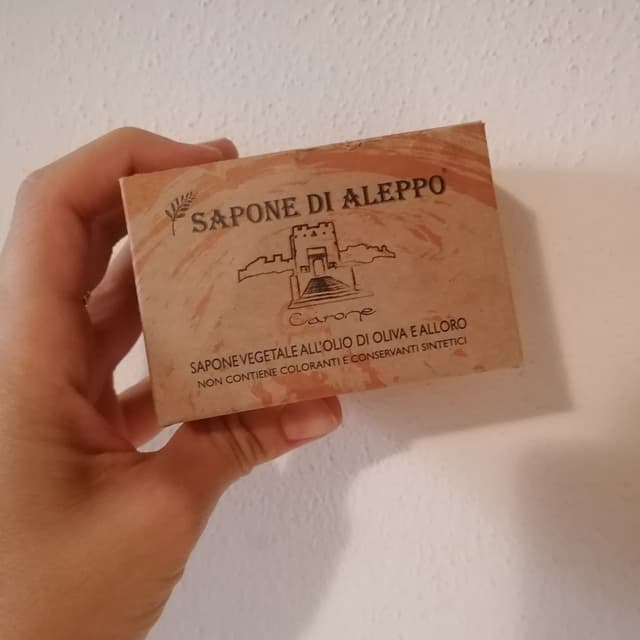 SAPONE DI ALEPPO
Carone
SAPONE VEGETALE ALL'OLIO DI OLIVA E ALLORO
NON CONTIENE COLORANTI E CONSERVANTI SINTETICI